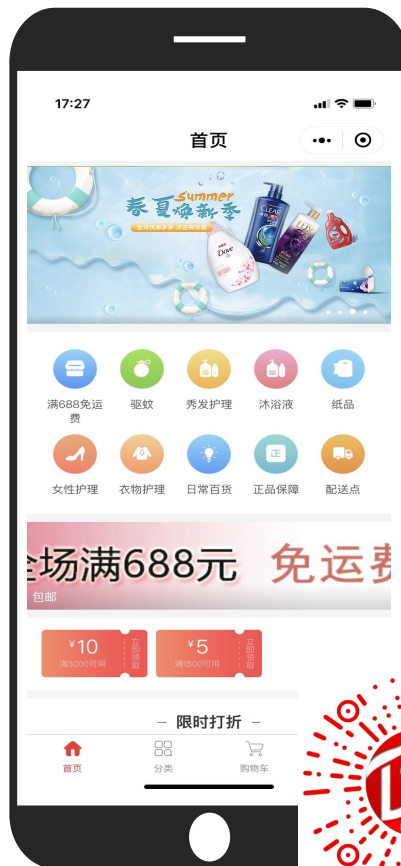 17:27
首页
春夏焕新季
Summer
CLEAR
LUX
Dove
满688免运费
驱蚊
秀发护理
沐浴液
纸品
女性护理
衣物护理
日常百货
正
正品保障
配送点
全场满688元 免运费
包邮
¥10
满3000可用
立即领取
¥5
满1500可用
立即领取
限时打折
首页
分类
购物车